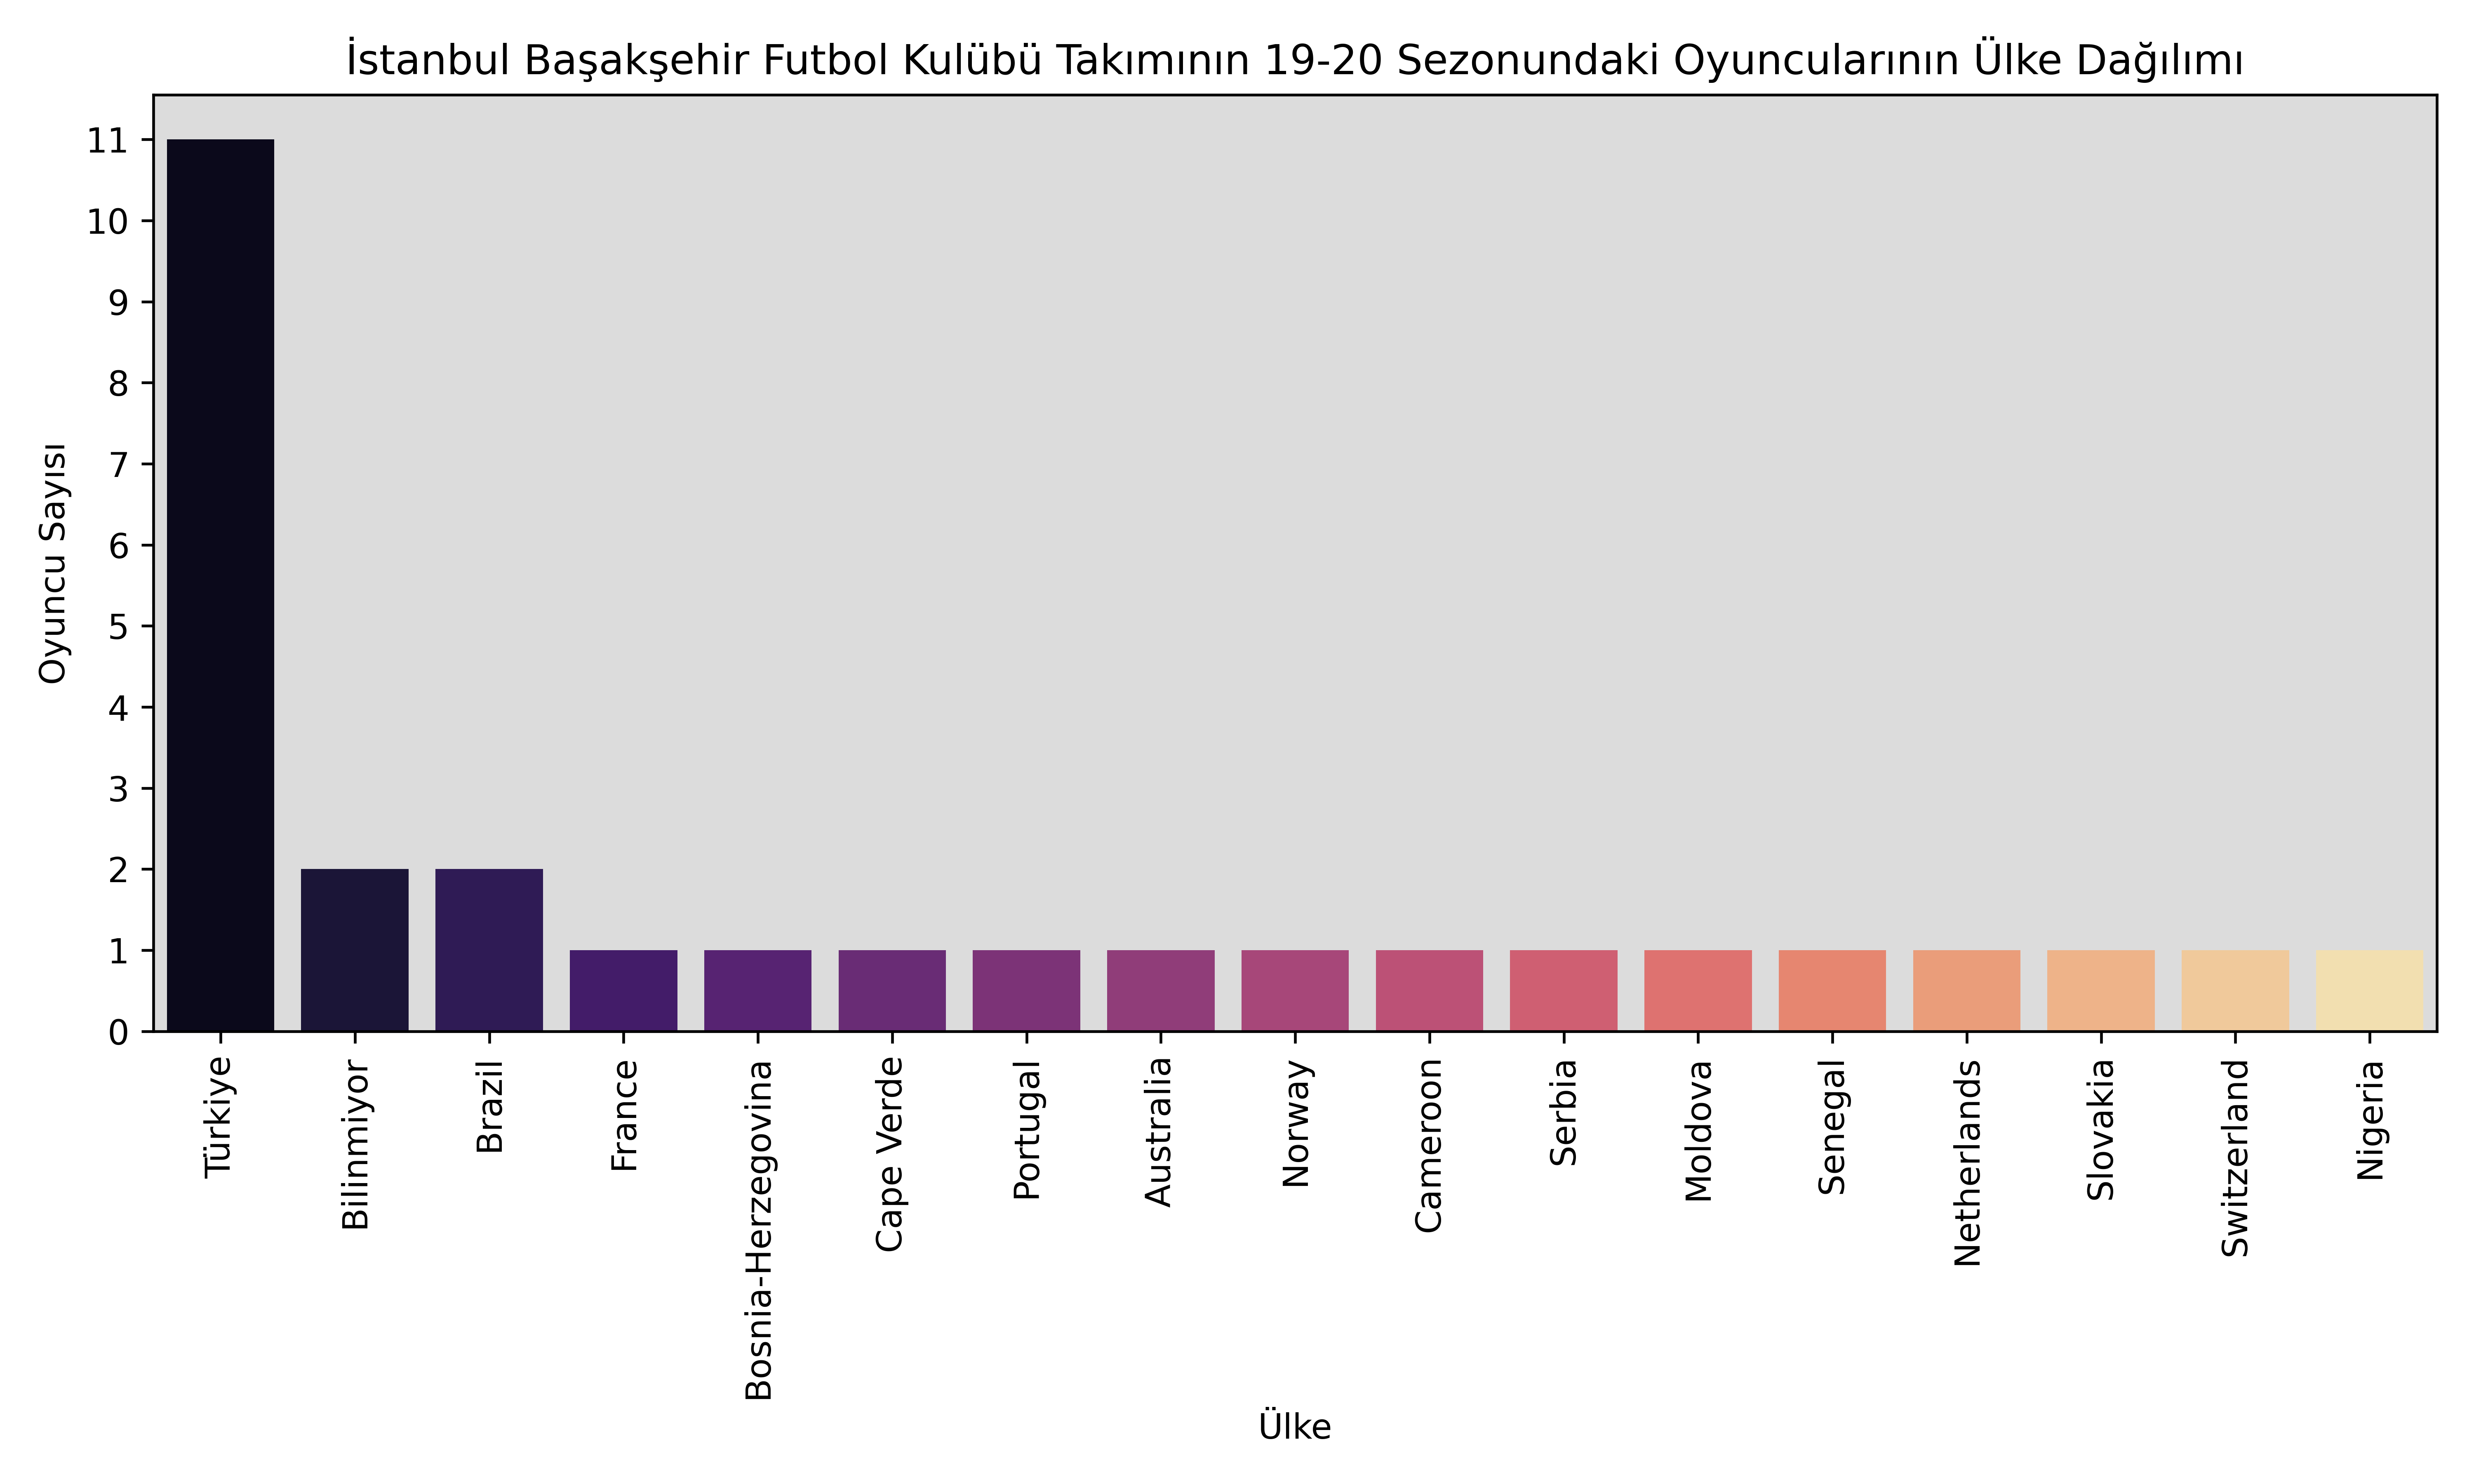 İstanbul Başakşehir Futbol Kulübü Takımının 19-20 Sezonundaki Oyuncularının Ülke Dağılımı
Oyuncu Sayısı
11
10
9
8
7
6
5
4
3
2
1
0
Türkiye
Bilinmiyor
Brazil
France
Bosnia-Herzegovina
Cape Verde
Portugal
Australia
Norway
Cameroon
Serbia
Moldova
Senegal
Netherlands
Slovakia
Switzerland
Nigeria
Ülke